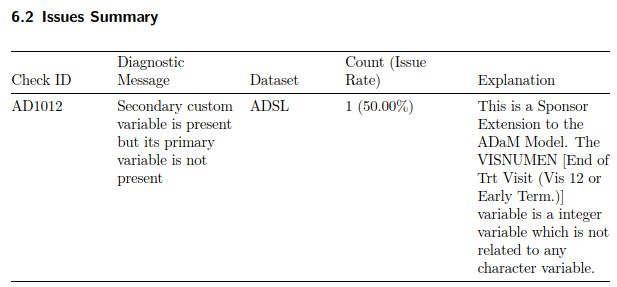 6.2 Issues Summary
Diagnostic Count (Issue
Check ID Message Dataset Rate) Explanation
AD1012 Secondary custom ADSL 1 (50.00%) This is a Sponsor
variable is present Extension to the
but its primary ADaM Model. The
variable is not VISNUMEN [End of
present Trt Visit (Vis 12 or
Early Term.)]
variable is a integer
variable which is not
related to any
character variable.